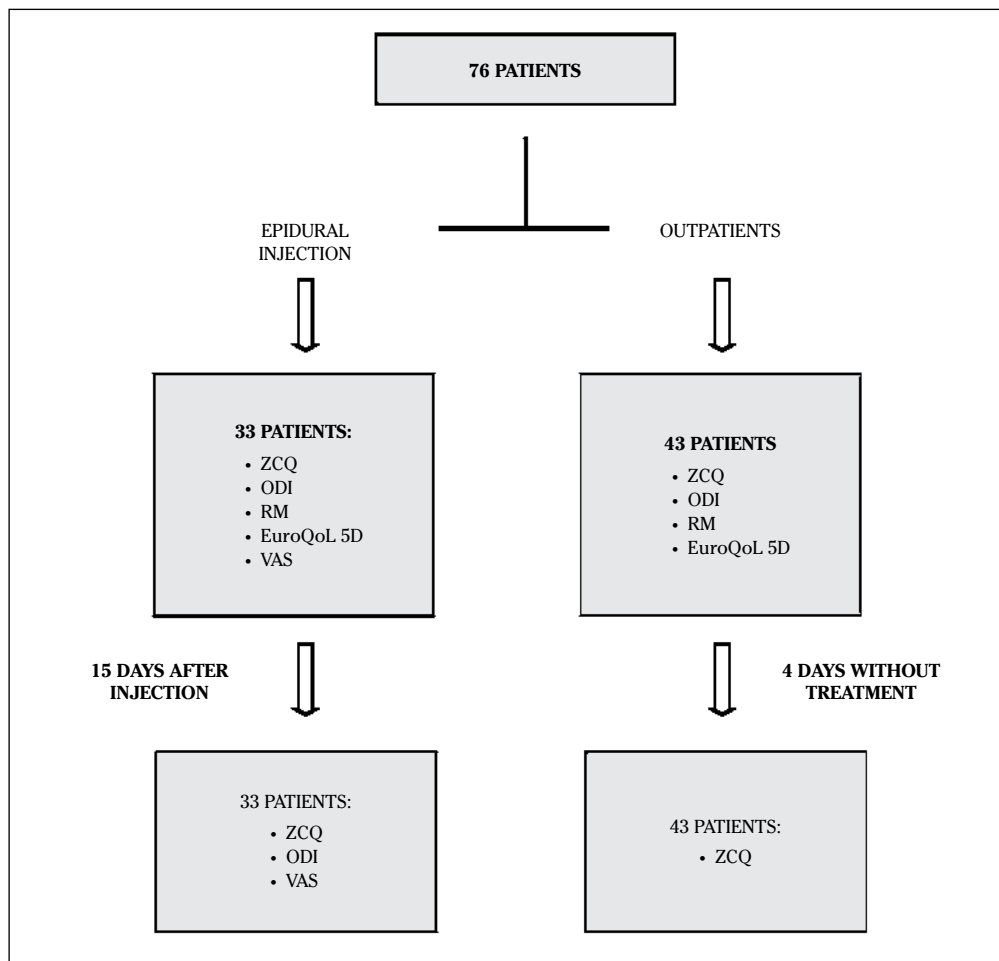 76 PATIENTS
EPIDURAL
INJECTION
OUTPATIENTS
33 PATIENTS:
• ZCQ
• ODI
• RM
• EuroQoL 5D
• VAS
43 PATIENTS
• ZCQ
• ODI
• RM
• EuroQoL 5D
15 DAYS AFTER
INJECTION
4 DAYS WITHOUT
TREATMENT
33 PATIENTS:
• ZCQ
• ODI
• VAS
43 PATIENTS:
• ZCQ